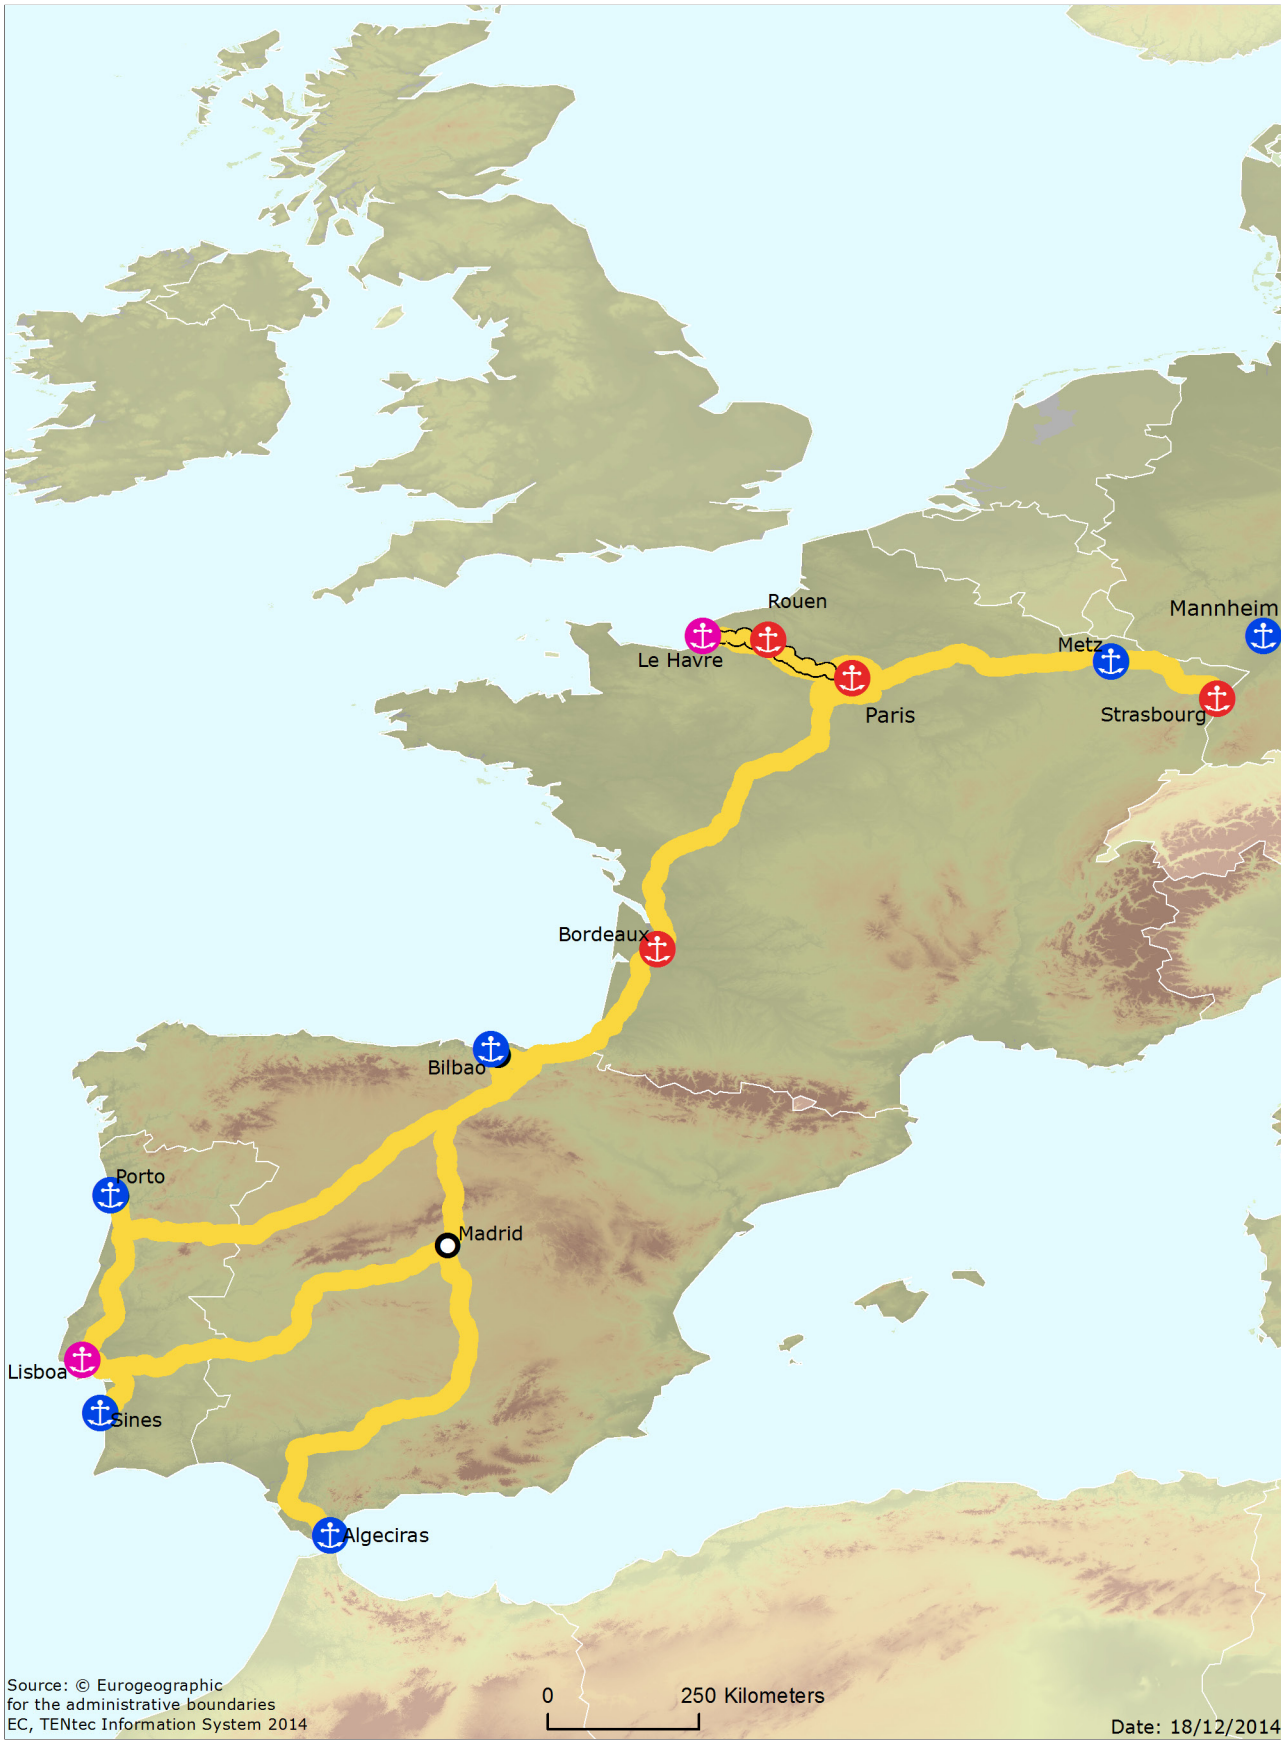 Rouen
Mannheim
Metz
Le Havre
Paris
Strasbourg
Bordeaux
Bilbao
Porto
Madrid
Lisboa
Sines
Algeciras
Source: © Eurogeographic
for the administrative boundaries
EC, TENtec Information System 2014
0 250 Kilometers
Date: 18/12/2014